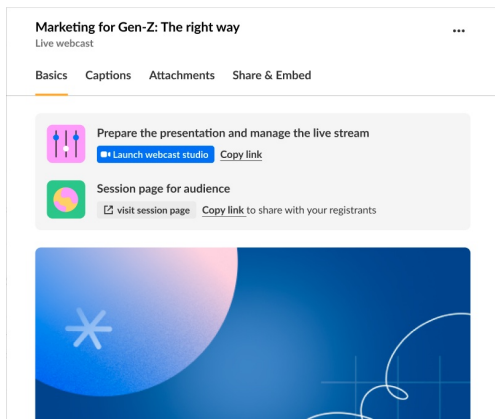 Marketing for Gen-Z: The right way
Live webcast
Basics Captions Attachments Share & Embed
Prepare the presentation and manage the live stream
Launch webcast studio Copy link
Session page for audience
visit session page Copy link to share with your registrants